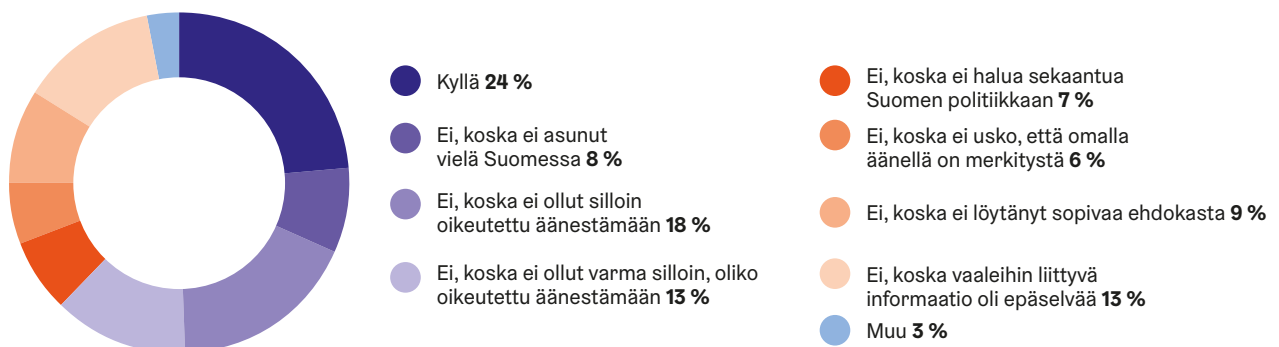 Kyllä 24 %
Ei, koska ei asunut
vielä Suomessa 8 %
Ei, koska ei ollut silloin
oikeutettu äänestämään 18 %
Ei, koska ei ollut varma silloin, oliko
oikeutettu äänestämään 13 %
Ei, koska ei halua sekaantua
Suomen politiikkaan 7 %
Ei, koska ei usko, että omalla
äänellä on merkitystä 6 %
Ei, koska ei löytänyt sopivaa ehdokasta 9 %
Ei, koska vaaleihin liittyvä
informaatio oli epäselvää 13 %
Muu 3 %